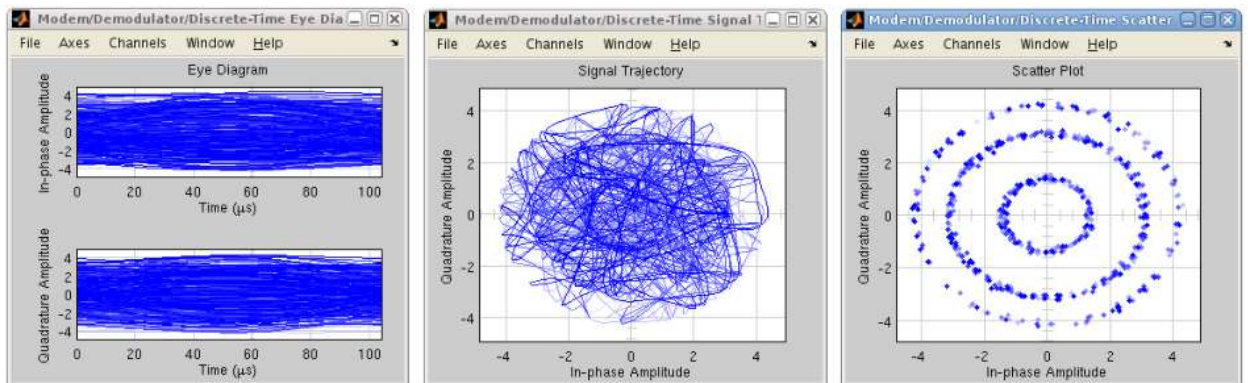 Modem/Demodulator/Discrete-Time Eye Dia
File Axes Channels Window Help
Eye Diagram
In-phase Amplitude
4
2
0
-2
-4
0 20 40 60 80 100
Time (µs)
Quadrature Amplitude
4
2
0
-2
-4
0 20 40 60 80 100
Time (µs)
Modem/Demodulator/Discrete-Time Signal T
File Axes Channels Window Help
Signal Trajectory
Quadrature Amplitude
4
2
0
-2
-4
-4 -2 0 2 4
In-phase Amplitude
Modem/Demodulator/Discrete-Time Scatter
File Axes Channels Window Help
Scatter Plot
Quadrature Amplitude
4
2
0
-2
-4
-4 -2 0 2 4
In-phase Amplitude